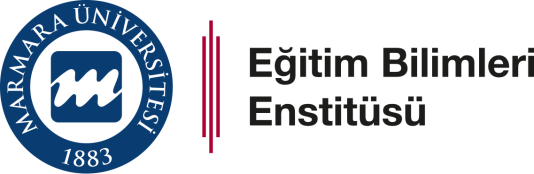 MARMARA ÜNİVERSİTESİ
m
1883
Eğitim Bilimleri
Enstitüsü